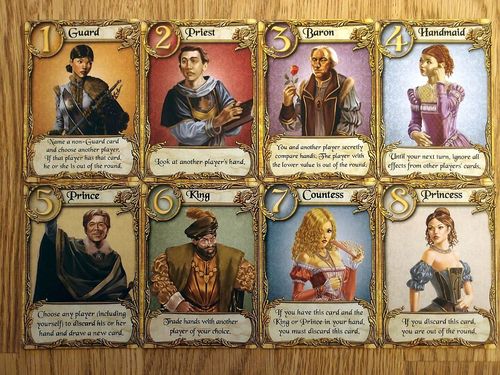 1 Guard
Name a non-Guard card
and choose another player.
If that player has that card,
he or she is out of the round.
2 Priest
Look at another player's hand.
3 Baron
You and another player secretly
compare hands. The player with
the lower value is out of the round.
4 Handmaid
Until your next turn, ignore all
effects from other players' cards.
5 Prince
Choose any player (including
yourself) to discard his or her
hand and draw a new card.
6 King
Trade hands with another
player of your choice.
7 Countess
If you have this card and the
King or Prince in your hand,
you must discard this card.
8 Princess
If you discard this card,
you are out of the round.